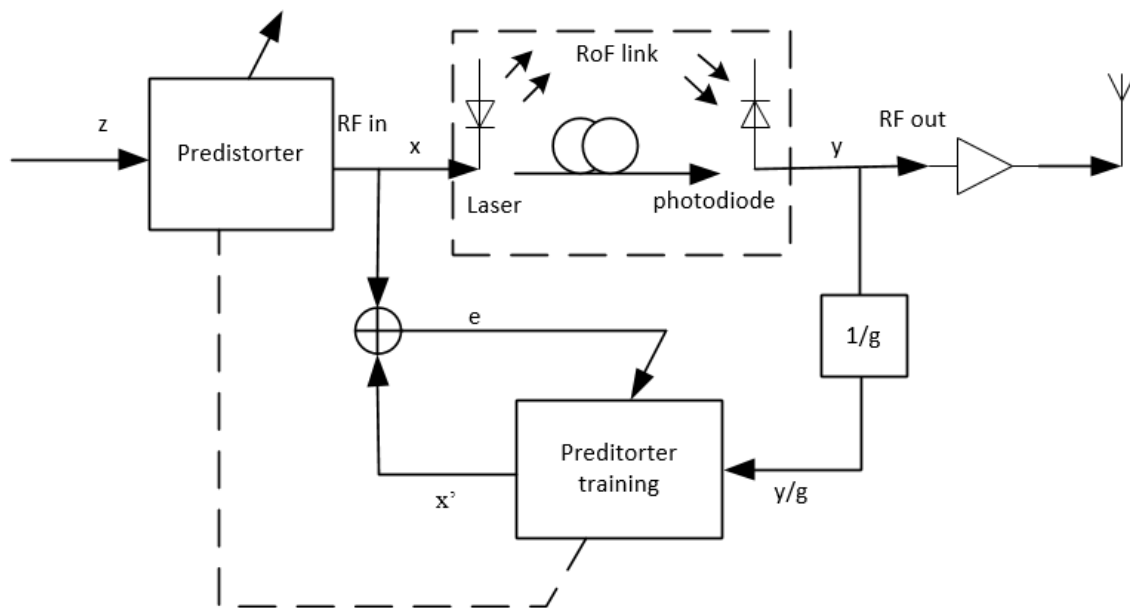 RoF link
z
Predistorter
RF in
x
Laser
photodiode
y
RF out
e
1/g
Preditorter
training
x’
y/g